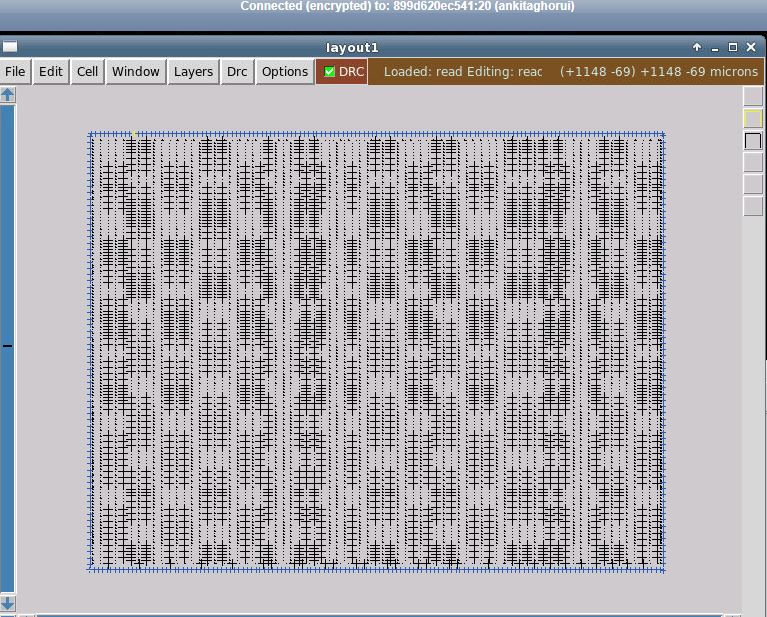 Connected (encrypted) to: 899d620ec541:20 (ankitaghorui)
layout1
File Edit Cell Window Layers Drc Options DRC Loaded: read Editing: reac (+1148 -69) +1148 -69 microns